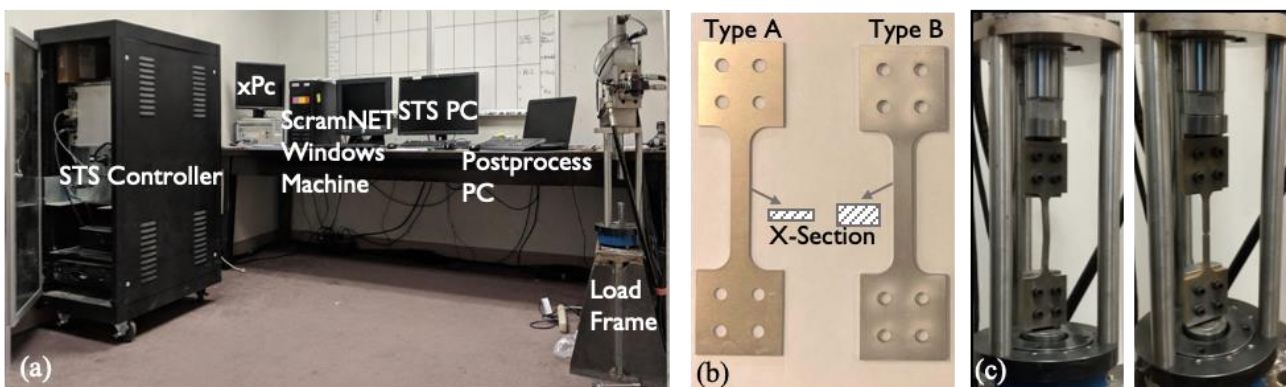 xPc
ScramNET
Windows
Machine
STS PC
Postprocess
PC
STS Controller
Load
Frame
(a)
Type A
Type B
X-Section
(b)
(c)